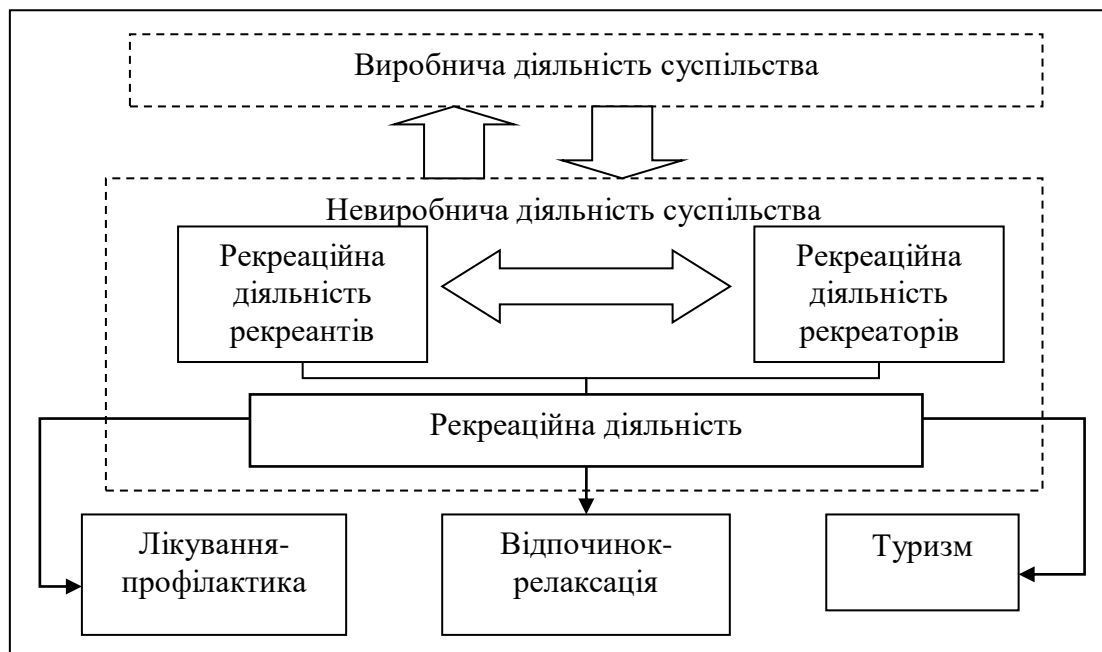 Виробнича діяльність суспільства
Невиробнича діяльність суспільства
Рекреаційна
діяльність
рекреантів
Рекреаційна
діяльність
рекреаторів
Рекреаційна діяльність
Лікування-
профілактика
Відпочинок-
релаксація
Туризм